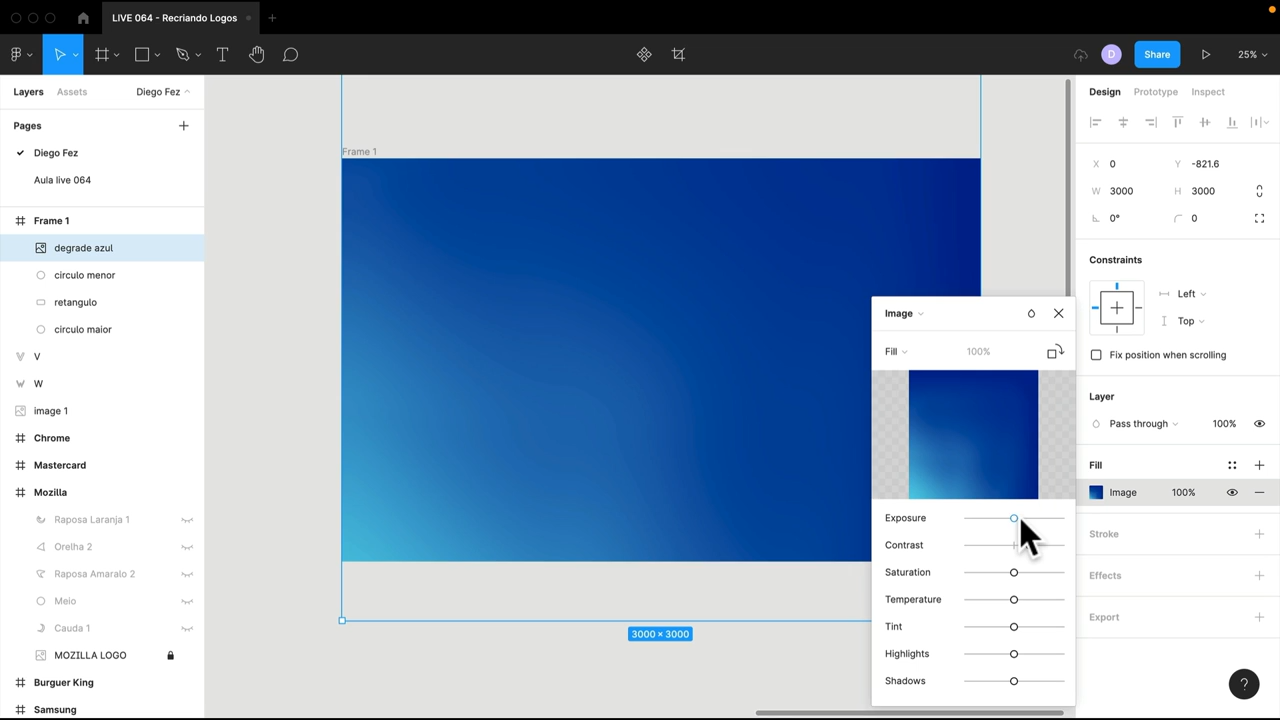 LIVE 064 - Recriando Logos
D
Share
25%
Layers
Assets
Diego Fez
Pages
Diego Fez
Aula live 064
Frame 1
degrade azul
circulo menor
retangulo
circulo maior
V
W
image 1
Chrome
Mastercard
Mozilla
Raposa Laranja 1
Orelha 2
Raposa Amaralo 2
Meio
Cauda 1
MOZILLA LOGO
Burguer King
Samsung
Frame 1
3000 × 3000
Image
Fill
100%
Exposure
Contrast
Saturation
Temperature
Tint
Highlights
Shadows
Design
Prototype
Inspect
X 0
Y -821.6
W 3000
H 3000
0°
0
Constraints
Left
Top
Fix position when scrolling
Layer
Pass through
100%
Fill
Image
100%
Stroke
Effects
Export
?